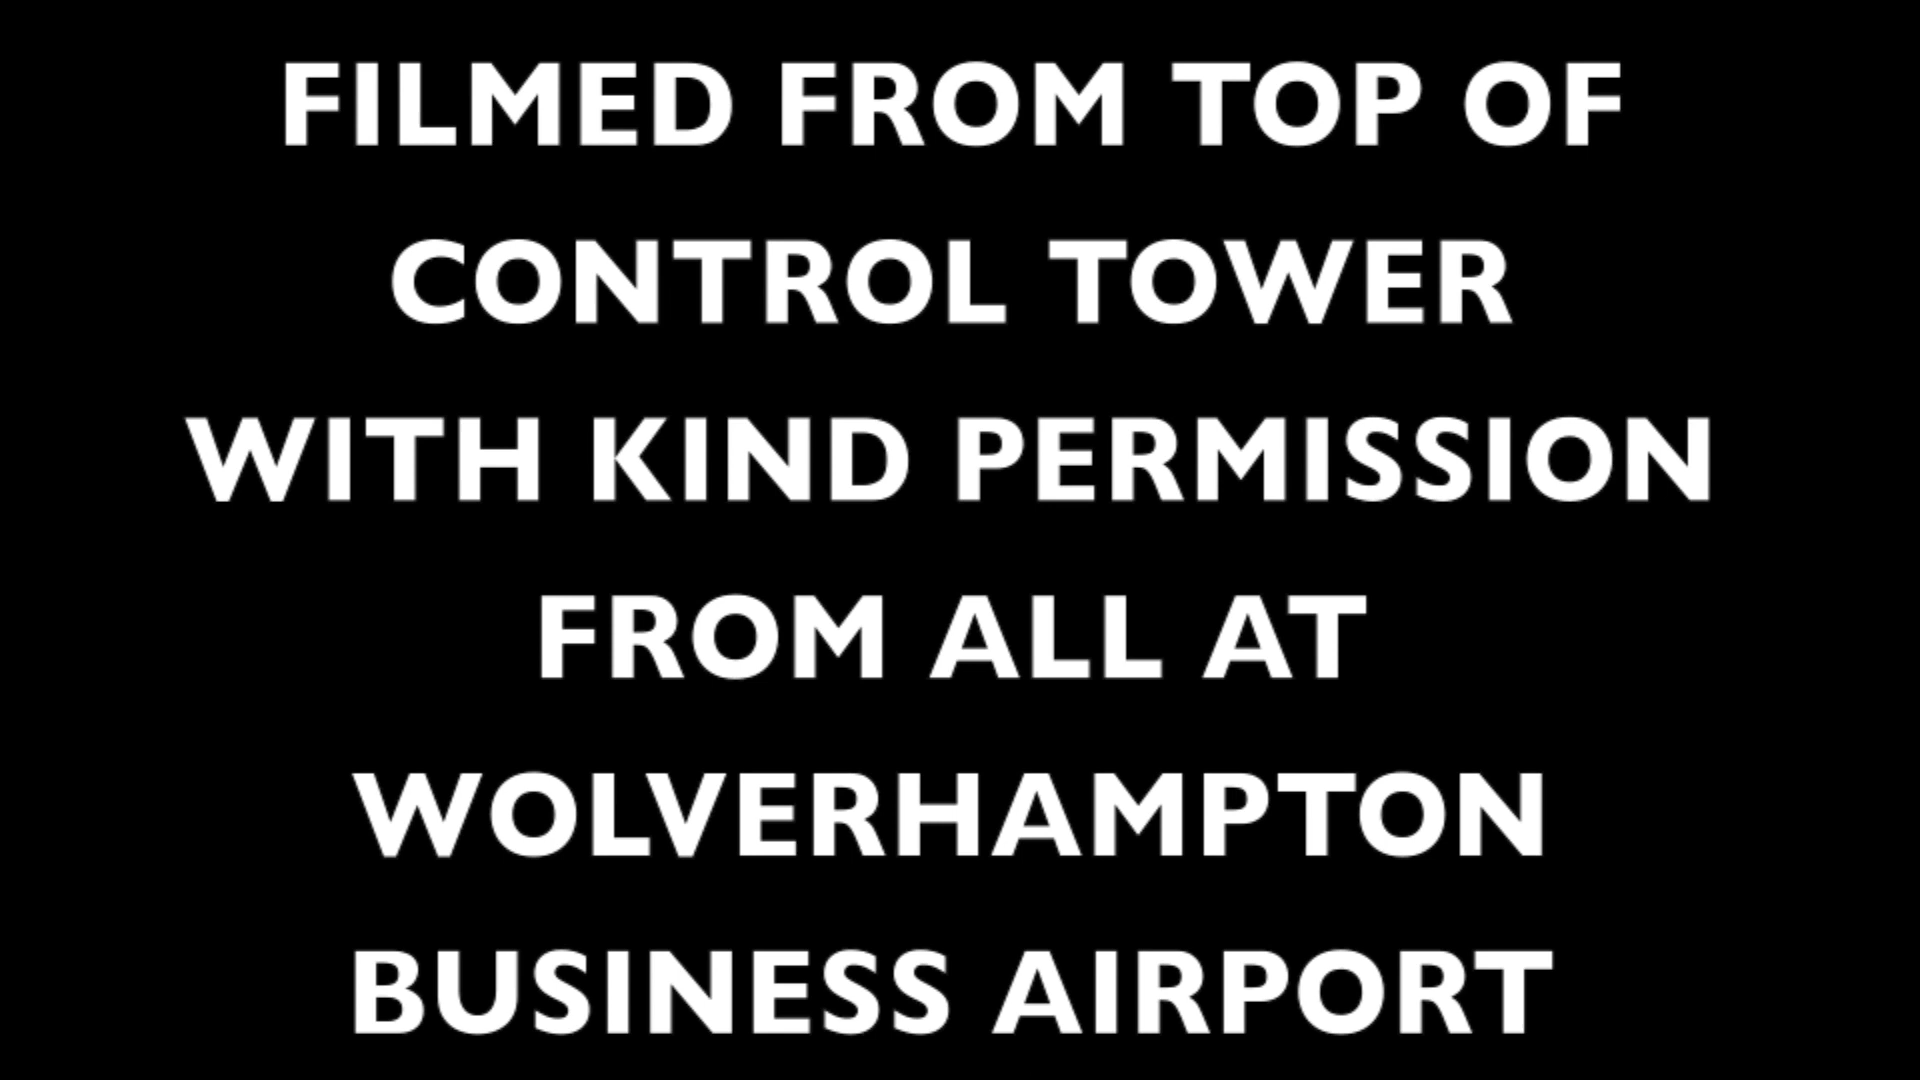 FILMED FROM TOP OF
CONTROL TOWER
WITH KIND PERMISSION
FROM ALL AT
WOLVERHAMPTON
BUSINESS AIRPORT